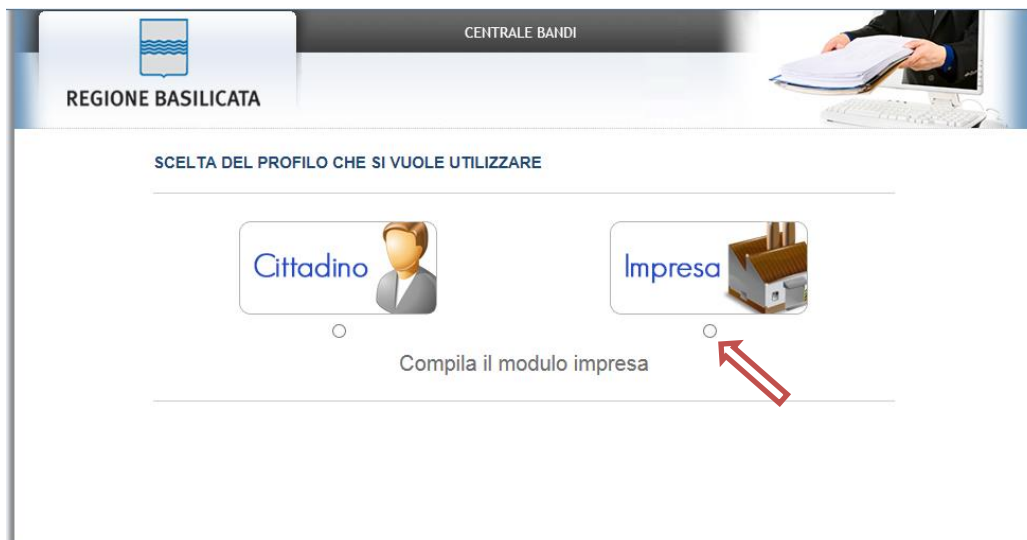 CENTRALE BANDI
REGIONE BASILICATA
SCELTA DEL PROFILO CHE SI VUOLE UTILIZZARE
Cittadino
Impresa
Compila il modulo impresa